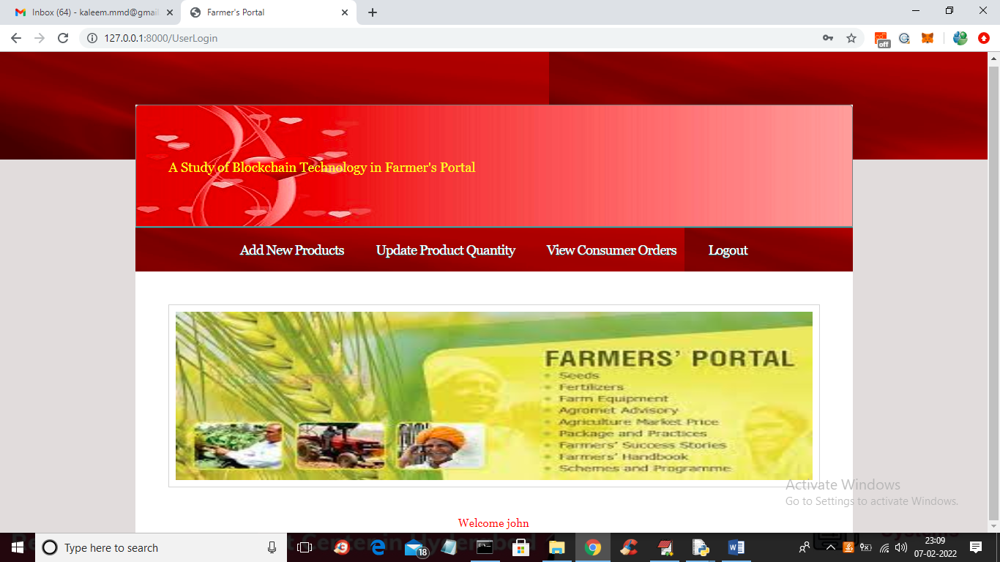 Inbox (64) - kaleem.mmd@gmai
Farmer's Portal
127.0.0.1:8000/UserLogin
off
A Study of Blockchain Technology in Farmer's Portal
Add New Products
Update Product Quantity
View Consumer Orders
Logout
FARMERS' PORTAL
Seeds
Fertilizers
Farm Equipment
Agromet Advisory
Agriculture Market Price
Package and Practices
Farmers' Success Stories
Farmers' Handbook
Schemes and Programme
Activate Windows
Go to Settings to activate Windows.
Welcome john
Type here to search
18
23:09
07-02-2022